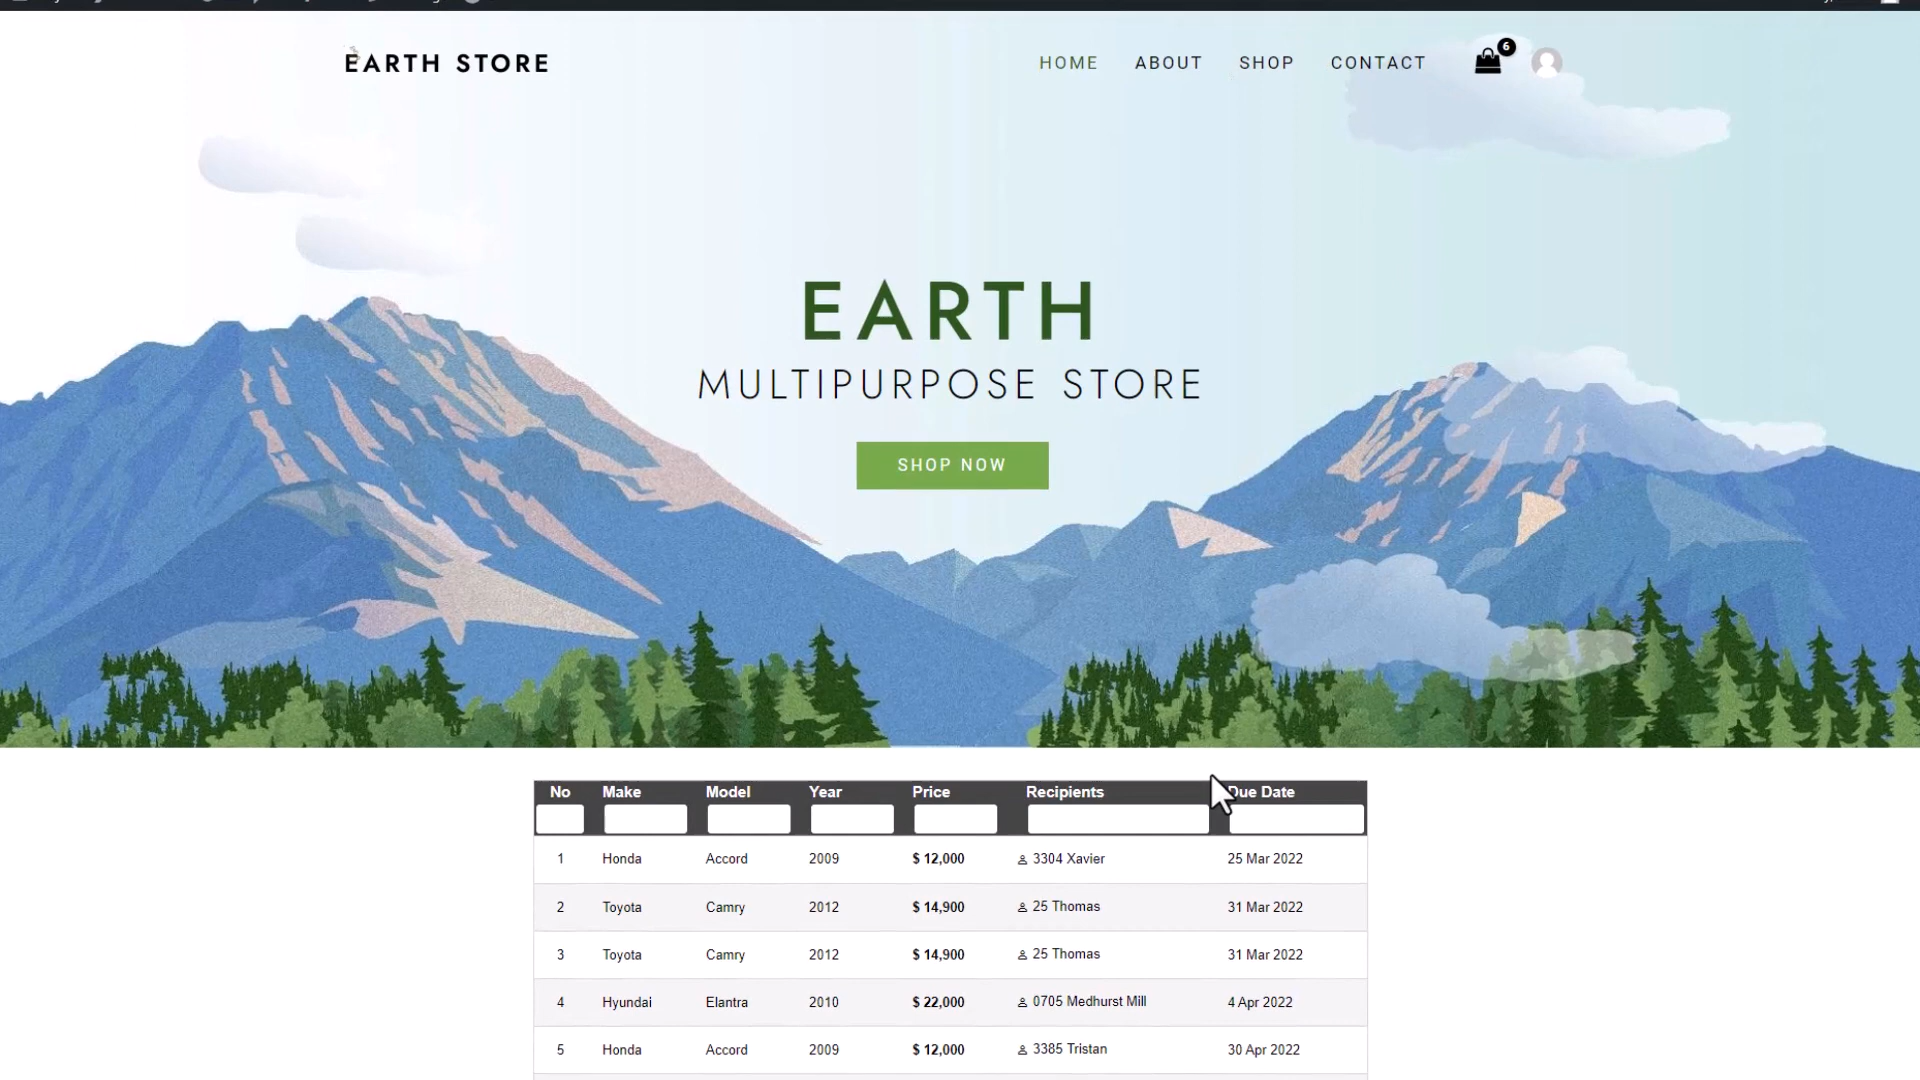 EARTH STORE
HOME ABOUT SHOP CONTACT 6
EARTH
MULTIPURPOSE STORE
SHOP NOW
No Make Model Year Price Recipients Due Date
1 Honda Accord 2009 $ 12,000 3304 Xavier 25 Mar 2022
2 Toyota Camry 2012 $ 14,900 25 Thomas 31 Mar 2022
3 Toyota Camry 2012 $ 14,900 25 Thomas 31 Mar 2022
4 Hyundai Elantra 2010 $ 22,000 0705 Medhurst Mill 4 Apr 2022
5 Honda Accord 2009 $ 12,000 3385 Tristan 30 Apr 2022